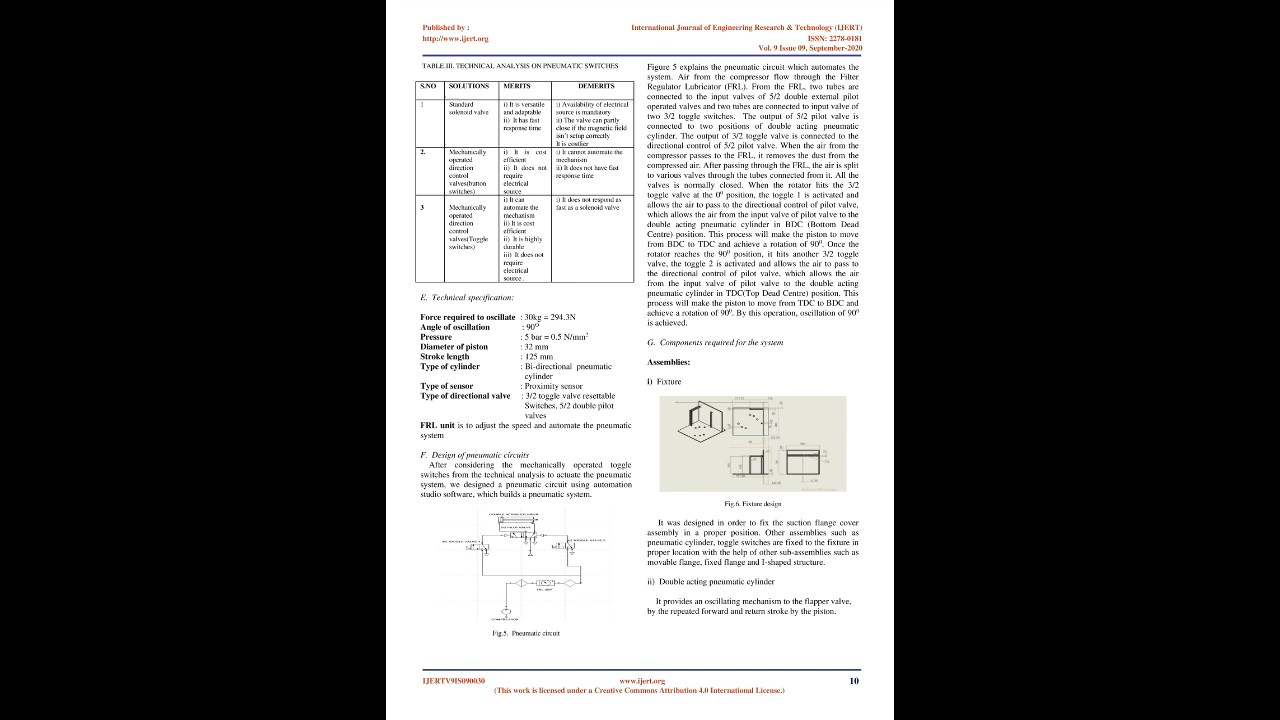 Published by :
http://www.ijert.org
International Journal of Engineering Research & Technology (IJERT)
ISSN: 2278-0181
Vol. 9 Issue 09, September-2020
TABLE III. TECHNICAL ANALYSIS ON PNEUMATIC SWITCHES
S.NO SOLUTIONS MERITS DEMERITS
1
Standard
solenoid valve
i) It is versatile
and adaptable
ii) It has fast
response time
i) Availability of electrical
source is mandatory
ii) The valve can partly
close if the magnetic field
isn't setup correctly
It is costlier
2.
Mechanically
operated
direction
control
valves(button
switches)
i) It is cost
efficient
ii) It does not
require
electrical
source
i) It cannot automate the
mechanism
ii) It does not have fast
response time
3
Mechanically
operated
direction
control
valves(Toggle
switches)
i) It can
automate the
mechanism
ii) It is cost
efficient
ii) It is highly
durable
iii) It does not
require
electrical
source .
i) It does not respond as
fast as a solenoid valve
E. Technical specification:
Force required to oscillate : 30kg = 294.3N
Angle of oscillation : 90⁰
Pressure : 5 bar = 0.5 N/mm²
Diameter of piston : 32 mm
Stroke length : 125 mm
Type of cylinder : Bi-directional pneumatic
cylinder
Type of sensor : Proximity sensor
Type of directional valve : 3/2 toggle valve resettable
Switches, 5/2 double pilot
valves
FRL unit is to adjust the speed and automate the pneumatic
system
F. Design of pneumatic circuits
After considering the mechanically operated toggle
switches from the technical analysis to actuate the pneumatic
system, we designed a pneumatic circuit using automation
studio software, which builds a pneumatic system.
DOUBLE ACTING CYLINDER
FRL UNIT
COMPRESSOR
Fig.5. Pneumatic circuit
Figure 5 explains the pneumatic circuit which automates the
system. Air from the compressor flow through the Filter
Regulator Lubricator (FRL). From the FRL, two tubes are
connected to the input valves of 5/2 double external pilot
operated valves and two tubes are connected to input valve of
two 3/2 toggle switches. The output of 5/2 pilot valve is
connected to two positions of double acting pneumatic
cylinder. The output of 3/2 toggle valve is connected to the
directional control of 5/2 pilot valve. When the air from the
compressor passes to the FRL, it removes the dust from the
compressed air. After passing through the FRL, the air is split
to various valves through the tubes connected from it. All the
valves is normally closed. When the rotator hits the 3/2
toggle valve at the 0⁰ position, the toggle 1 is activated and
allows the air to pass to the directional control of pilot valve,
which allows the air from the input valve of pilot valve to the
double acting pneumatic cylinder in BDC (Bottom Dead
Centre) position. This process will make the piston to move
from BDC to TDC and achieve a rotation of 90⁰. Once the
rotator reaches the 90⁰ position, it hits another 3/2 toggle
valve, the toggle 2 is activated and allows the air to pass to
the directional control of pilot valve, which allows the air
from the input valve of pilot valve to the double acting
pneumatic cylinder in TDC(Top Dead Centre) position. This
process will make the piston to move from TDC to BDC and
achieve a rotation of 90⁰. By this operation, oscillation of 90⁰
is achieved.
G. Components required for the system
Assemblies:
i) Fixture
Fig.6. Fixture design
It was designed in order to fix the suction flange cover
assembly in a proper position. Other assemblies such as
pneumatic cylinder, toggle switches are fixed to the fixture in
proper location with the help of other sub-assemblies such as
movable flange, fixed flange and I-shaped structure.
ii) Double acting pneumatic cylinder
It provides an oscillating mechanism to the flapper valve,
by the repeated forward and return stroke by the piston.
IJERTV9IS090030
www.ijert.org
10
(This work is licensed under a Creative Commons Attribution 4.0 International License.)